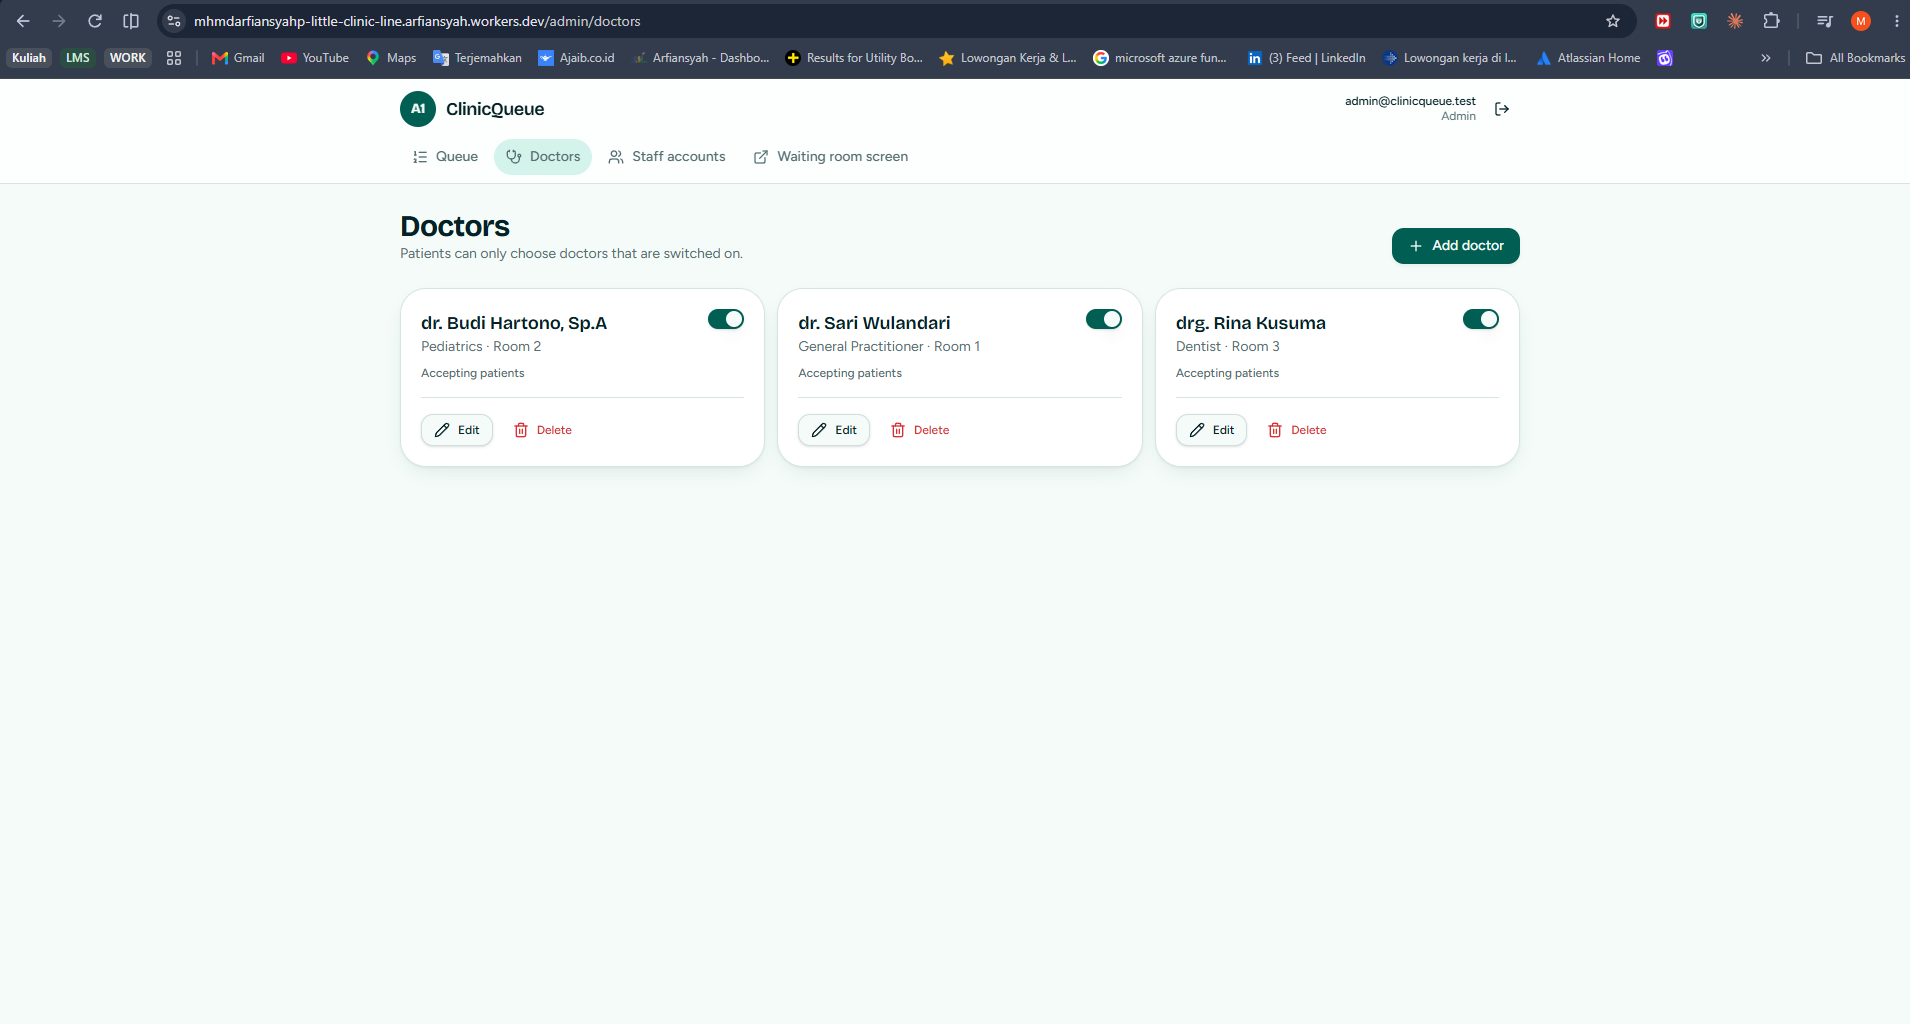 mhmdarfiansyahp-little-clinic-line.arfiansyah.workers.dev/admin/doctors
M
Kuliah LMS WORK Gmail YouTube Maps Terjemahkan Ajaib.co.id Arfiansyah - Dashbo... Results for Utility Bo... Lowongan Kerja & L... microsoft azure fun... (3) Feed | LinkedIn Lowongan kerja di I... Atlassian Home » All Bookmarks
A1 ClinicQueue
admin@clinicqueue.test
Admin
Queue Doctors Staff accounts Waiting room screen
Doctors
Patients can only choose doctors that are switched on.
+ Add doctor
dr. Budi Hartono, Sp.A
Pediatrics · Room 2
Accepting patients
Edit Delete
dr. Sari Wulandari
General Practitioner · Room 1
Accepting patients
Edit Delete
drg. Rina Kusuma
Dentist · Room 3
Accepting patients
Edit Delete